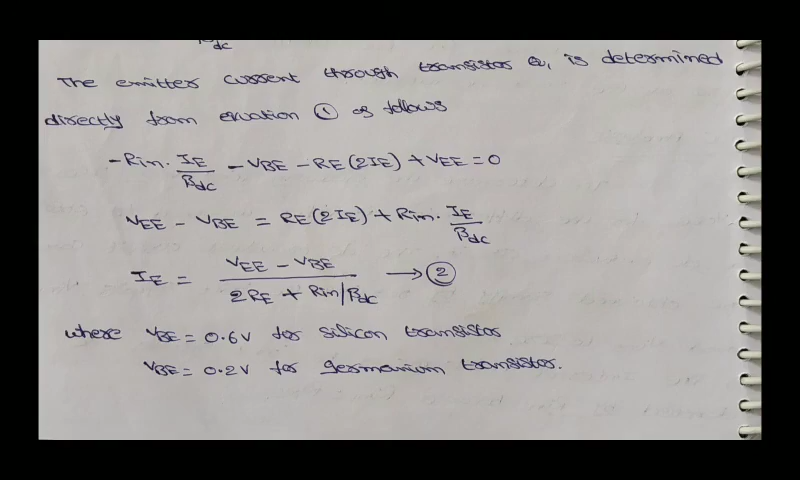 βdc
The emitter current through transistor Q1 is determined
directly from equation ① as follows
-Rin. IE/βdc - VBE - RE(2IE) + VEE = 0
VEE - VBE = RE(2IE) + Rin. IE/βdc
IE = VEE - VBE / 2RE + Rin/βdc → ②
where VBE = 0.6V for silicon transistor
VBE = 0.2V for germanium transistor.